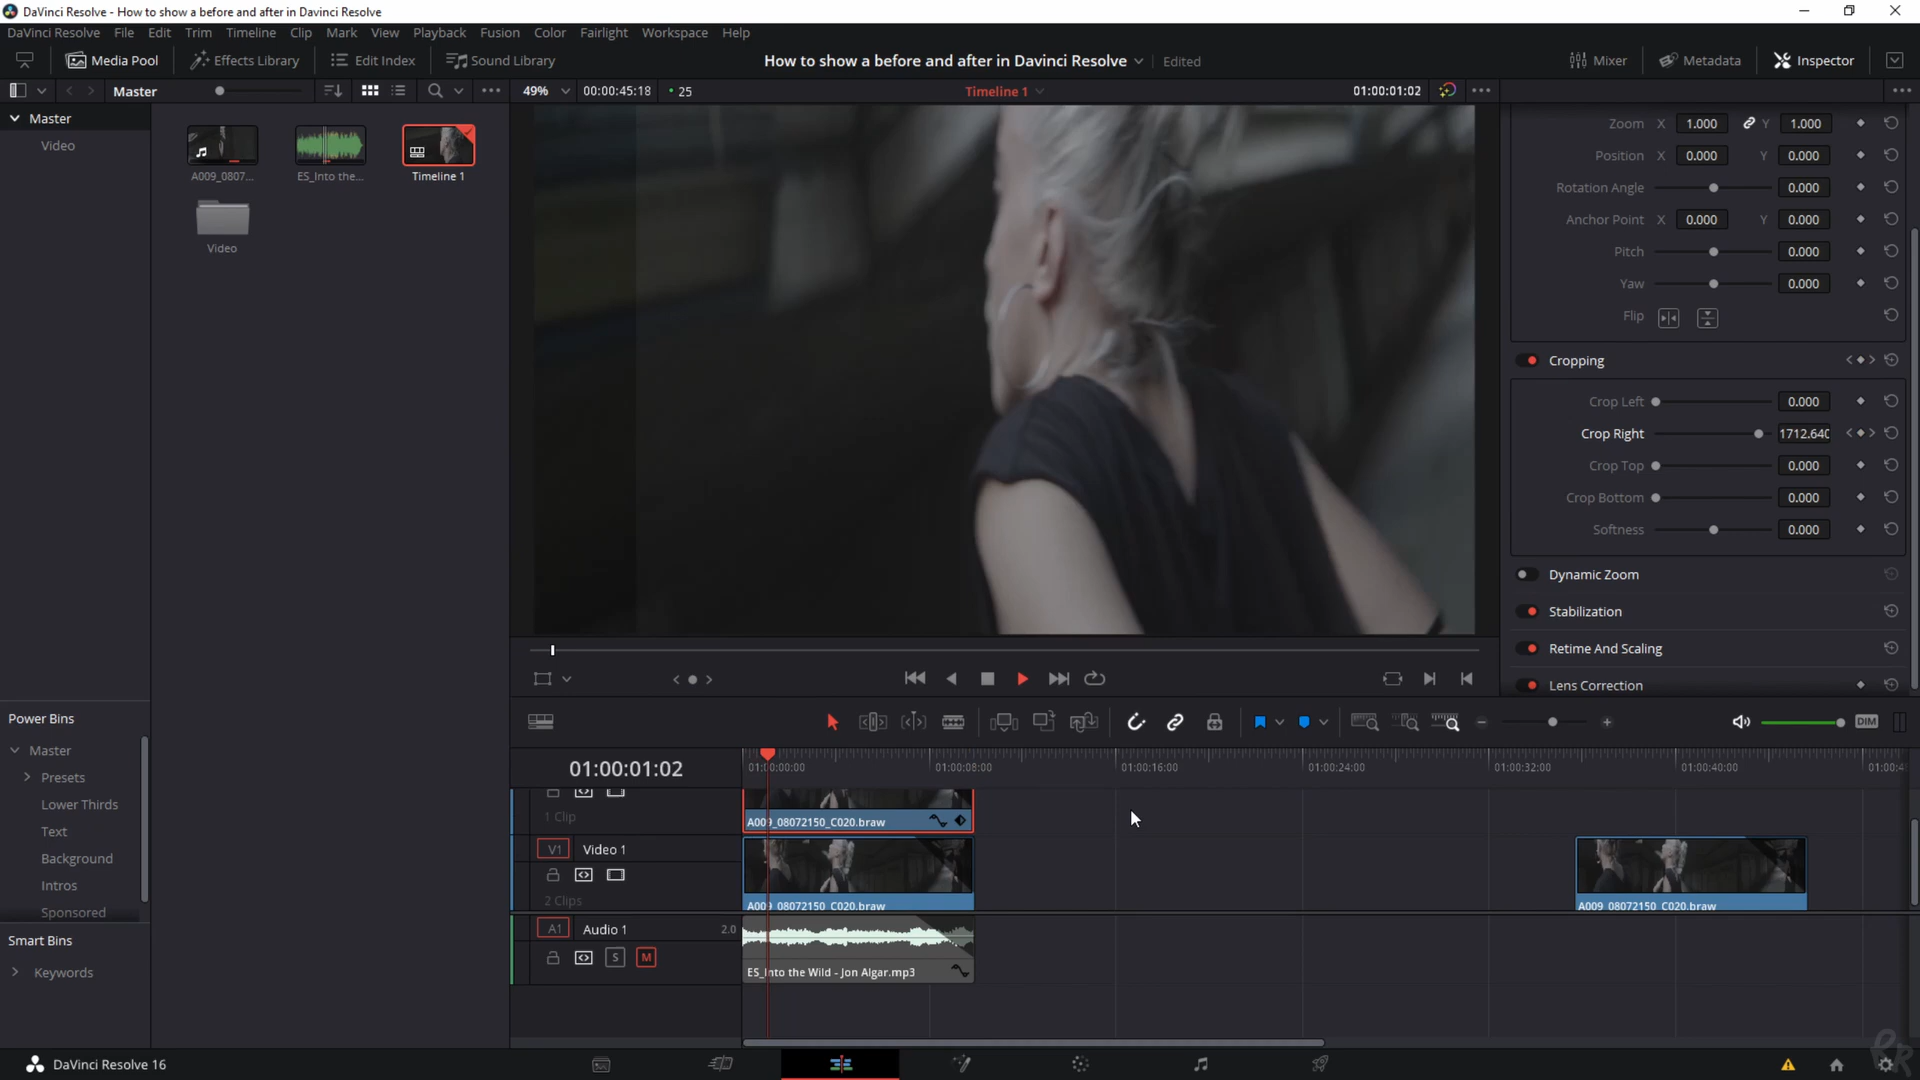 DaVinci Resolve - How to show a before and after in Davinci Resolve
DaVinci Resolve File Edit Trim Timeline Clip Mark View Playback Fusion Color Fairlight Workspace Help
Media Pool Effects Library Edit Index Sound Library How to show a before and after in Davinci Resolve Edited Mixer Metadata Inspector
Master 49% 00:00:45:18 25 Timeline 1 01:00:01:02
Master
Video
A009_0807... ES_Into the... Timeline 1
Video
Zoom X 1.000 Y 1.000
Position X 0.000 Y 0.000
Rotation Angle 0.000
Anchor Point X 0.000 Y 0.000
Pitch 0.000
Yaw 0.000
Flip
Cropping
Crop Left 0.000
Crop Right 1712.640
Crop Top 0.000
Crop Bottom 0.000
Softness 0.000
Dynamic Zoom
Stabilization
Retime And Scaling
Lens Correction
Power Bins
Master
Presets
Lower Thirds
Text
Background
Intros
Sponsored
Smart Bins
Keywords
DIM
01:00:01:02 01:00:00:00 01:00:08:00 01:00:16:00 01:00:24:00 01:00:32:00 01:00:40:00
1 Clip A009_08072150_C020.braw
V1 Video 1
2 Clips A009_08072150_C020.braw A009_08072150_C020.braw
A1 Audio 1 2.0
S M
ES_Into the Wild - Jon Algar.mp3
DaVinci Resolve 16